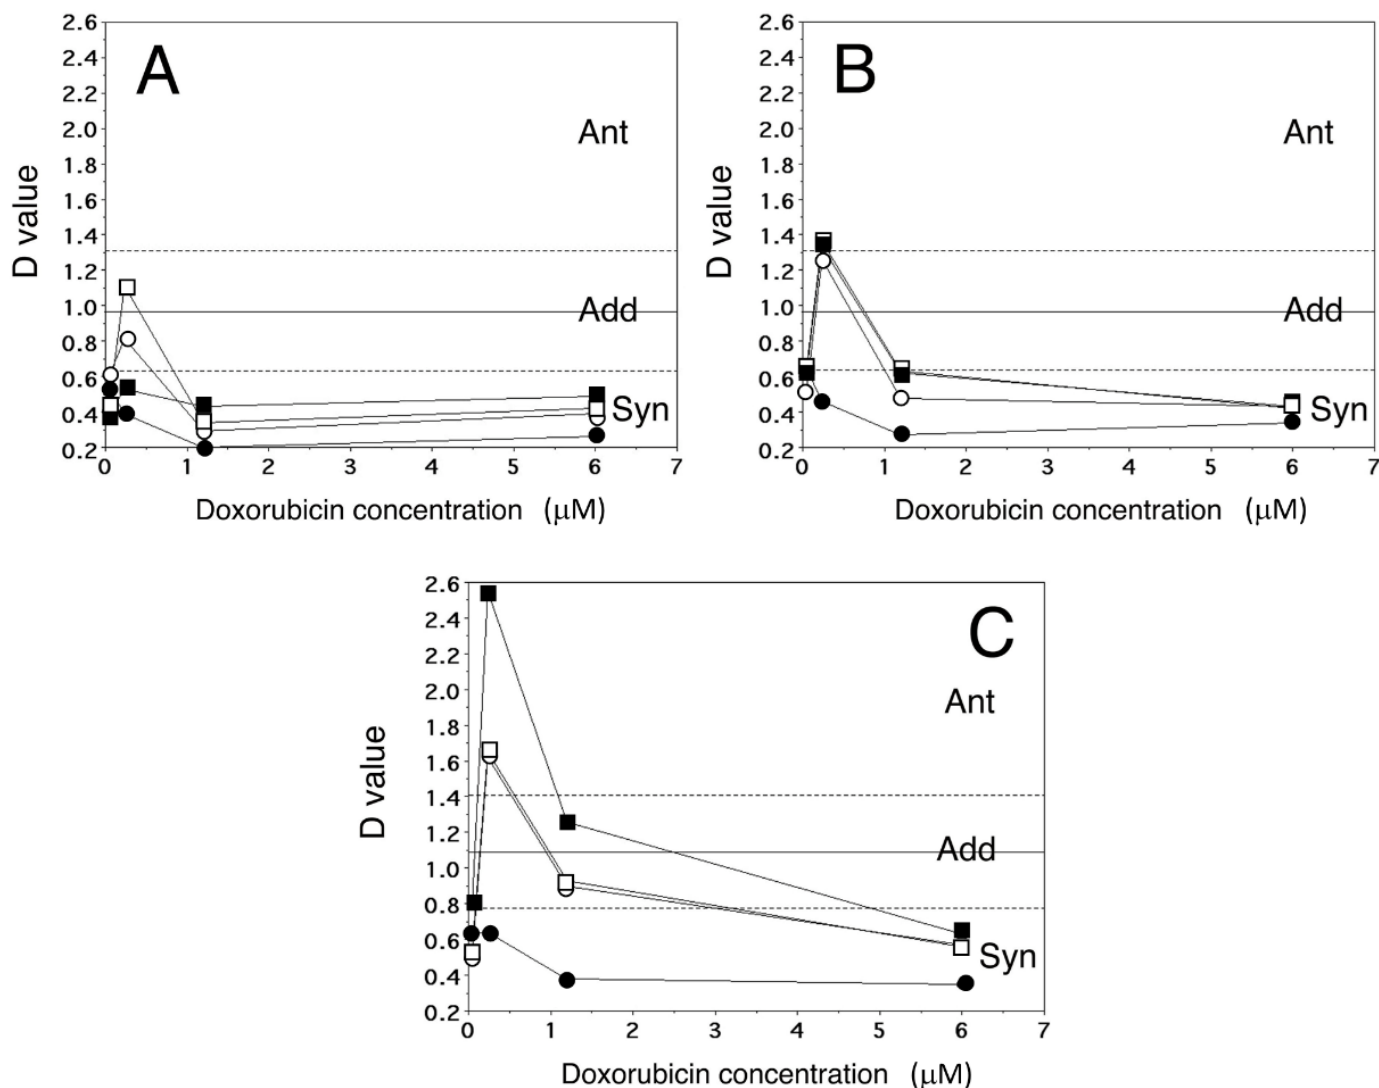 A
D value
2.6
2.4
2.2
2.0
1.8
1.6
1.4
1.2
1.0
0.8
0.6
0.4
0.2
Ant
Add
Syn
0 1 2 3 4 5 6 7
Doxorubicin concentration (μM)
B
D value
2.6
2.4
2.2
2.0
1.8
1.6
1.4
1.2
1.0
0.8
0.6
0.4
0.2
Ant
Add
Syn
0 1 2 3 4 5 6 7
Doxorubicin concentration (μM)
C
D value
2.6
2.4
2.2
2.0
1.8
1.6
1.4
1.2
1.0
0.8
0.6
0.4
0.2
Ant
Add
Syn
0 1 2 3 4 5 6 7
Doxorubicin concentration (μM)